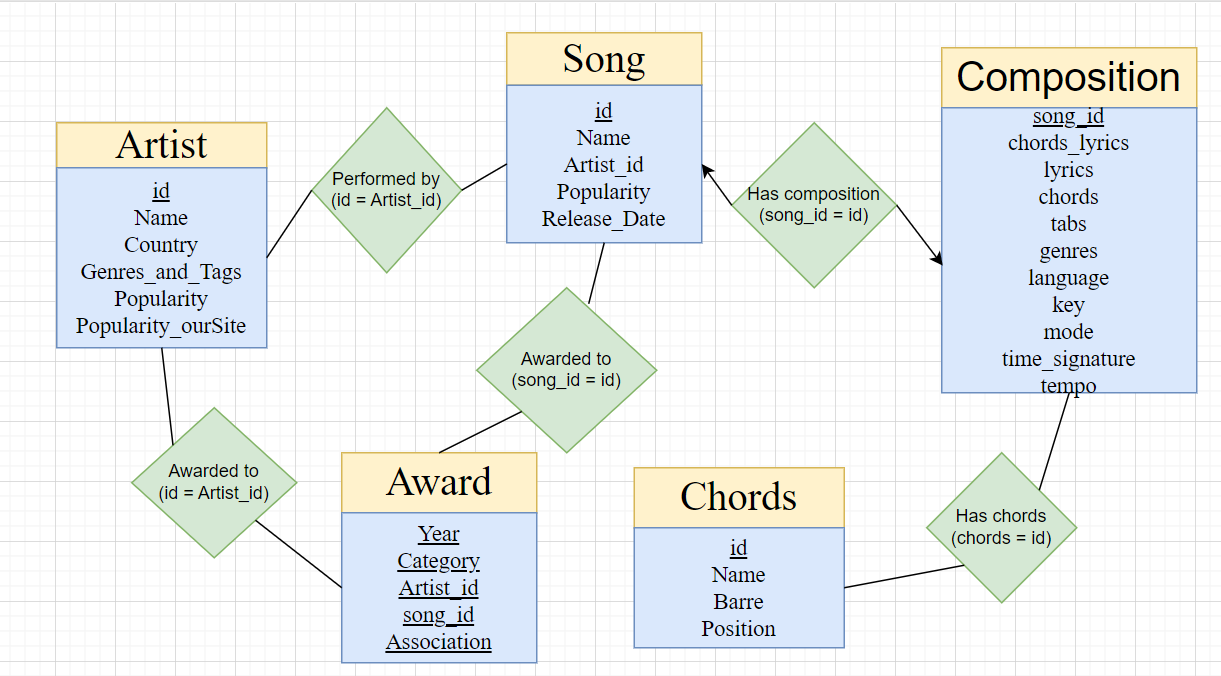 Artist
id
Name
Country
Genres_and_Tags
Popularity
Popularity_ourSite
Performed by
(id = Artist_id)
Song
id
Name
Artist_id
Popularity
Release_Date
Has composition
(song_id = id)
Composition
song_id
chords_lyrics
lyrics
chords
tabs
genres
language
key
mode
time_signature
tempo
Awarded to
(song_id = id)
Awarded to
(id = Artist_id)
Award
Year
Category
Artist_id
song_id
Association
Chords
id
Name
Barre
Position
Has chords
(chords = id)